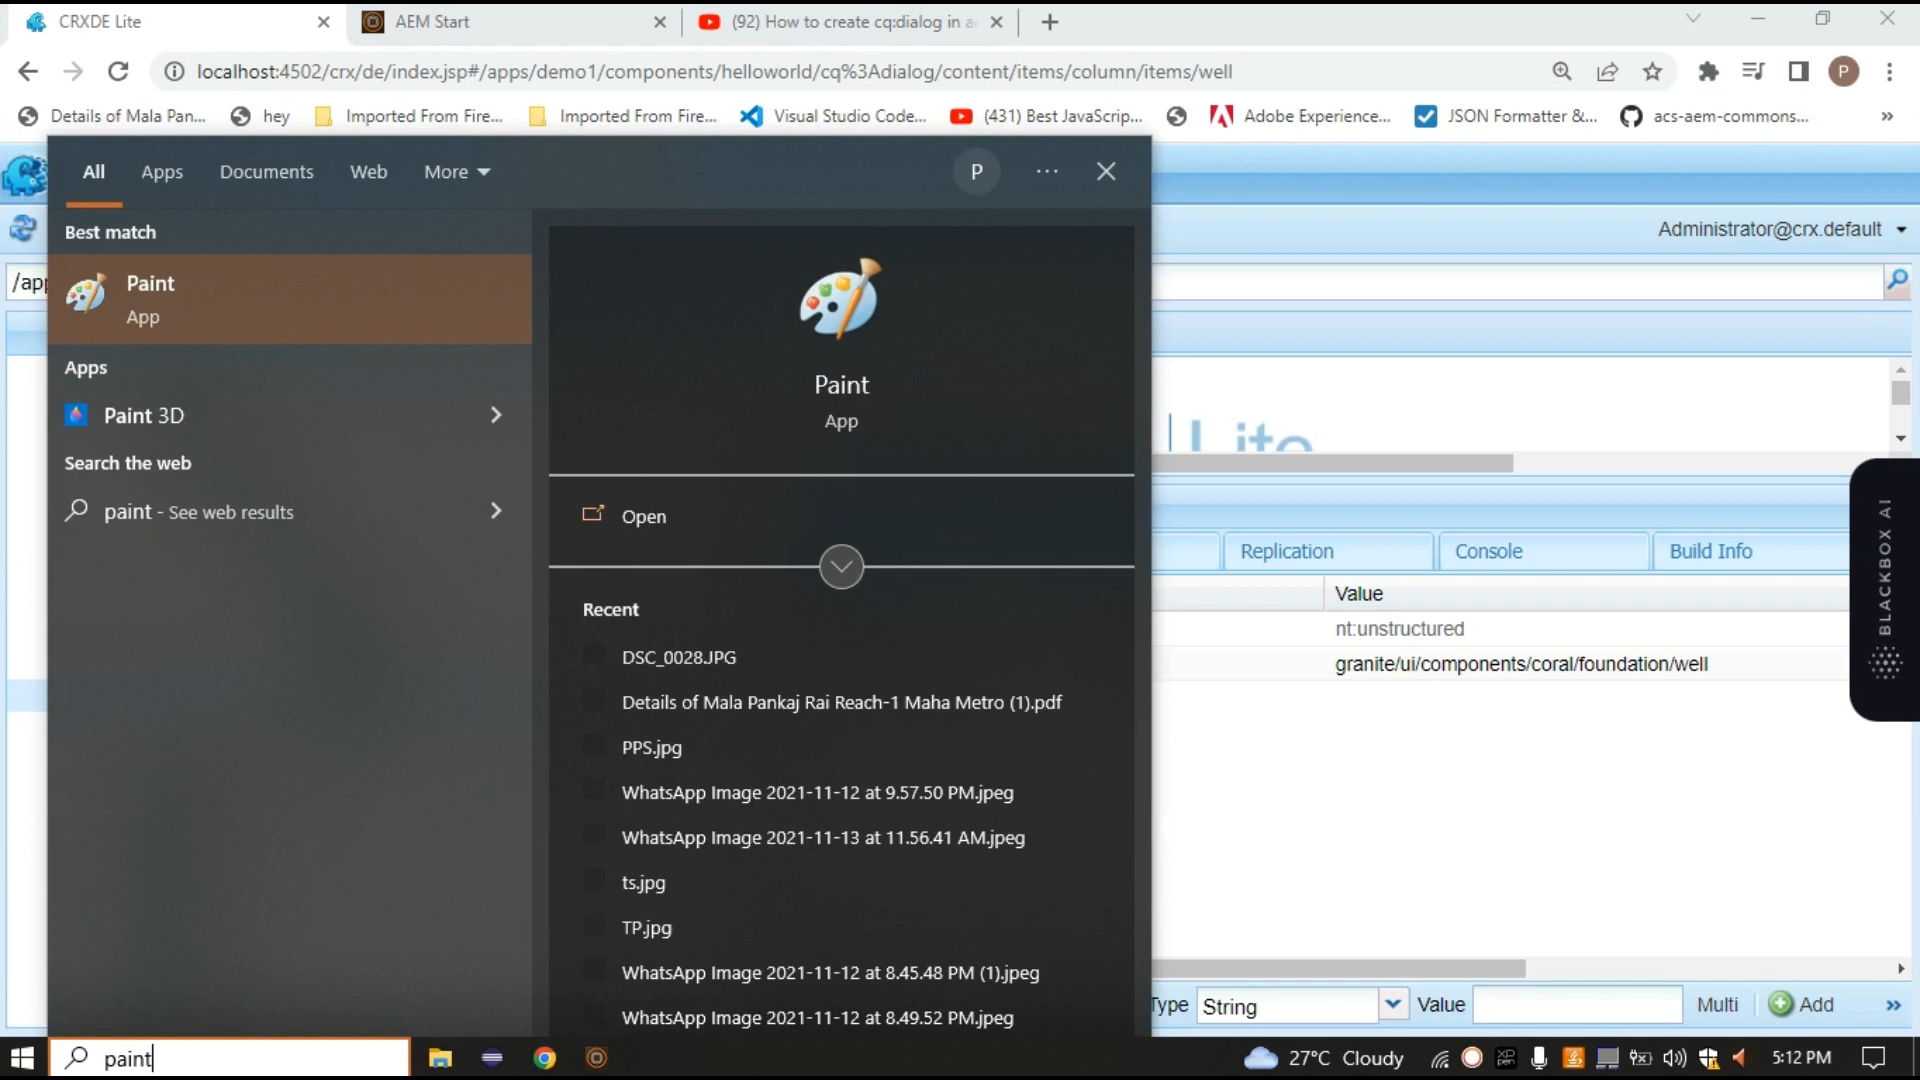 CRXDE Lite
AEM Start
(92) How to create cq:dialog in a
localhost:4502/crx/de/index.jsp#/apps/demo1/components/helloworld/cq%3Adialog/content/items/column/items/well
P
Details of Mala Pan...
hey
Imported From Fire...
Imported From Fire...
Visual Studio Code...
(431) Best JavaScrip...
Adobe Experience...
JSON Formatter &...
acs-aem-commons...
»
All
Apps
Documents
Web
More
P
Administrator@crx.default
Best match
/app
Paint
App
Apps
Paint 3D
Search the web
paint - See web results
Paint
App
Open
Recent
DSC_0028.JPG
Details of Mala Pankaj Rai Reach-1 Maha Metro (1).pdf
PPS.jpg
WhatsApp Image 2021-11-12 at 9.57.50 PM.jpeg
WhatsApp Image 2021-11-13 at 11.56.41 AM.jpeg
ts.jpg
TP.jpg
WhatsApp Image 2021-11-12 at 8.45.48 PM (1).jpeg
WhatsApp Image 2021-11-12 at 8.49.52 PM.jpeg
Lite
Replication
Console
Build Info
Value
nt:unstructured
granite/ui/components/coral/foundation/well
BLACKBOX AI
Type
String
Value
Multi
Add
»
paint
27°C Cloudy
5:12 PM